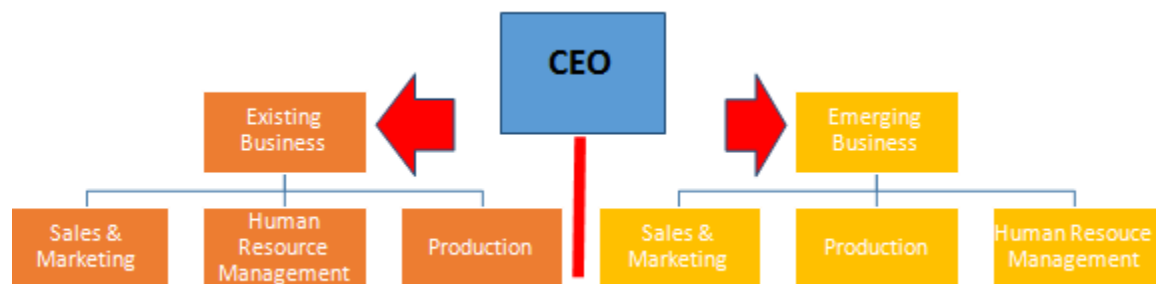 CEO
Existing
Business
Emerging
Business
Sales &
Marketing
Human
Resource
Management
Production
Sales &
Marketing
Production
Human Resouce
Management